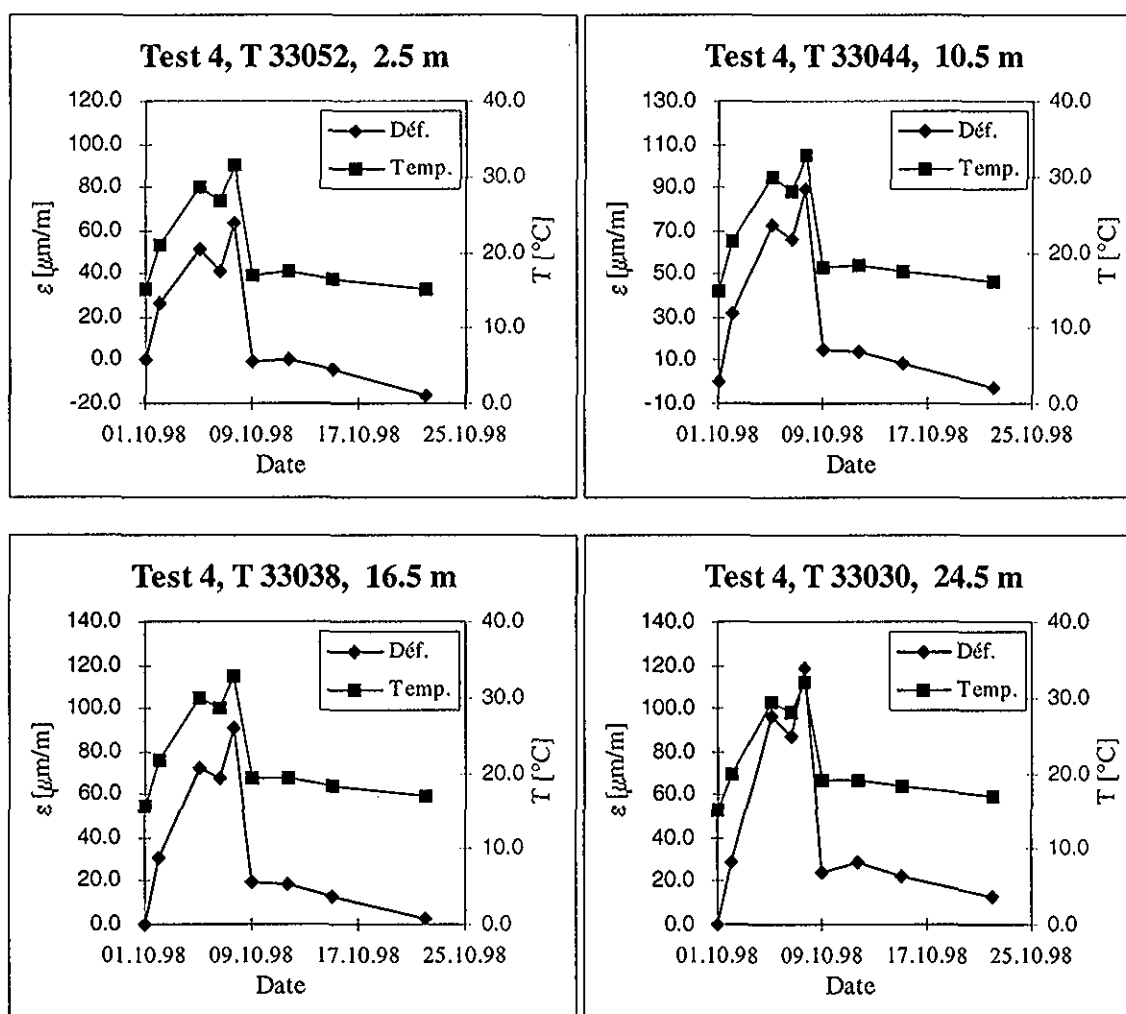 Test 4, T 33052, 2.5 m
120.0
100.0
80.0
60.0
40.0
20.0
0.0
-20.0
ε [μm/m]
40.0
30.0
20.0
10.0
0.0
T [°C]
Déf.
Temp.
01.10.98 09.10.98 17.10.98 25.10.98
Date
Test 4, T 33044, 10.5 m
130.0
110.0
90.0
70.0
50.0
30.0
10.0
-10.0
ε [μm/m]
40.0
30.0
20.0
10.0
0.0
T [°C]
Déf.
Temp.
01.10.98 09.10.98 17.10.98 25.10.98
Date
Test 4, T 33038, 16.5 m
140.0
120.0
100.0
80.0
60.0
40.0
20.0
0.0
ε [μm/m]
40.0
30.0
20.0
10.0
0.0
T [°C]
Déf.
Temp.
01.10.98 09.10.98 17.10.98 25.10.98
Date
Test 4, T 33030, 24.5 m
140.0
120.0
100.0
80.0
60.0
40.0
20.0
0.0
ε [μm/m]
40.0
30.0
20.0
10.0
0.0
T [°C]
Déf.
Temp.
01.10.98 09.10.98 17.10.98 25.10.98
Date